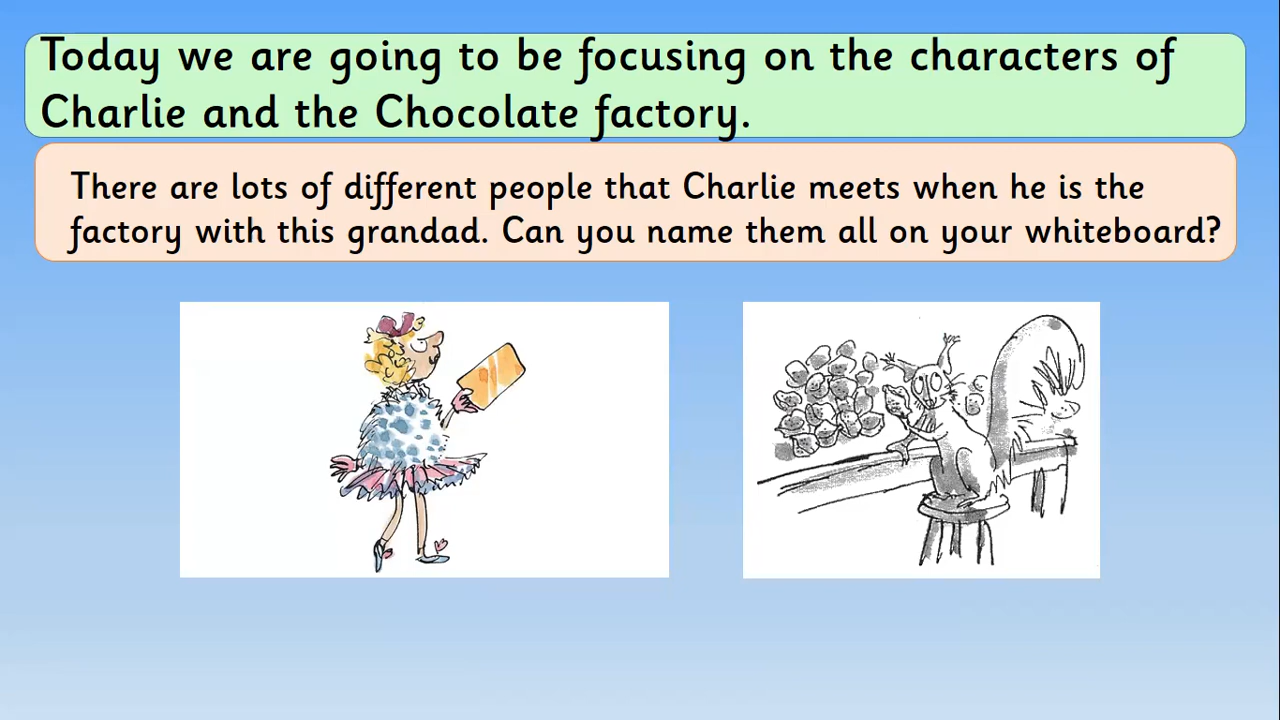 Today we are going to be focusing on the characters of
Charlie and the Chocolate factory.
There are lots of different people that Charlie meets when he is the
factory with this grandad. Can you name them all on your whiteboard?